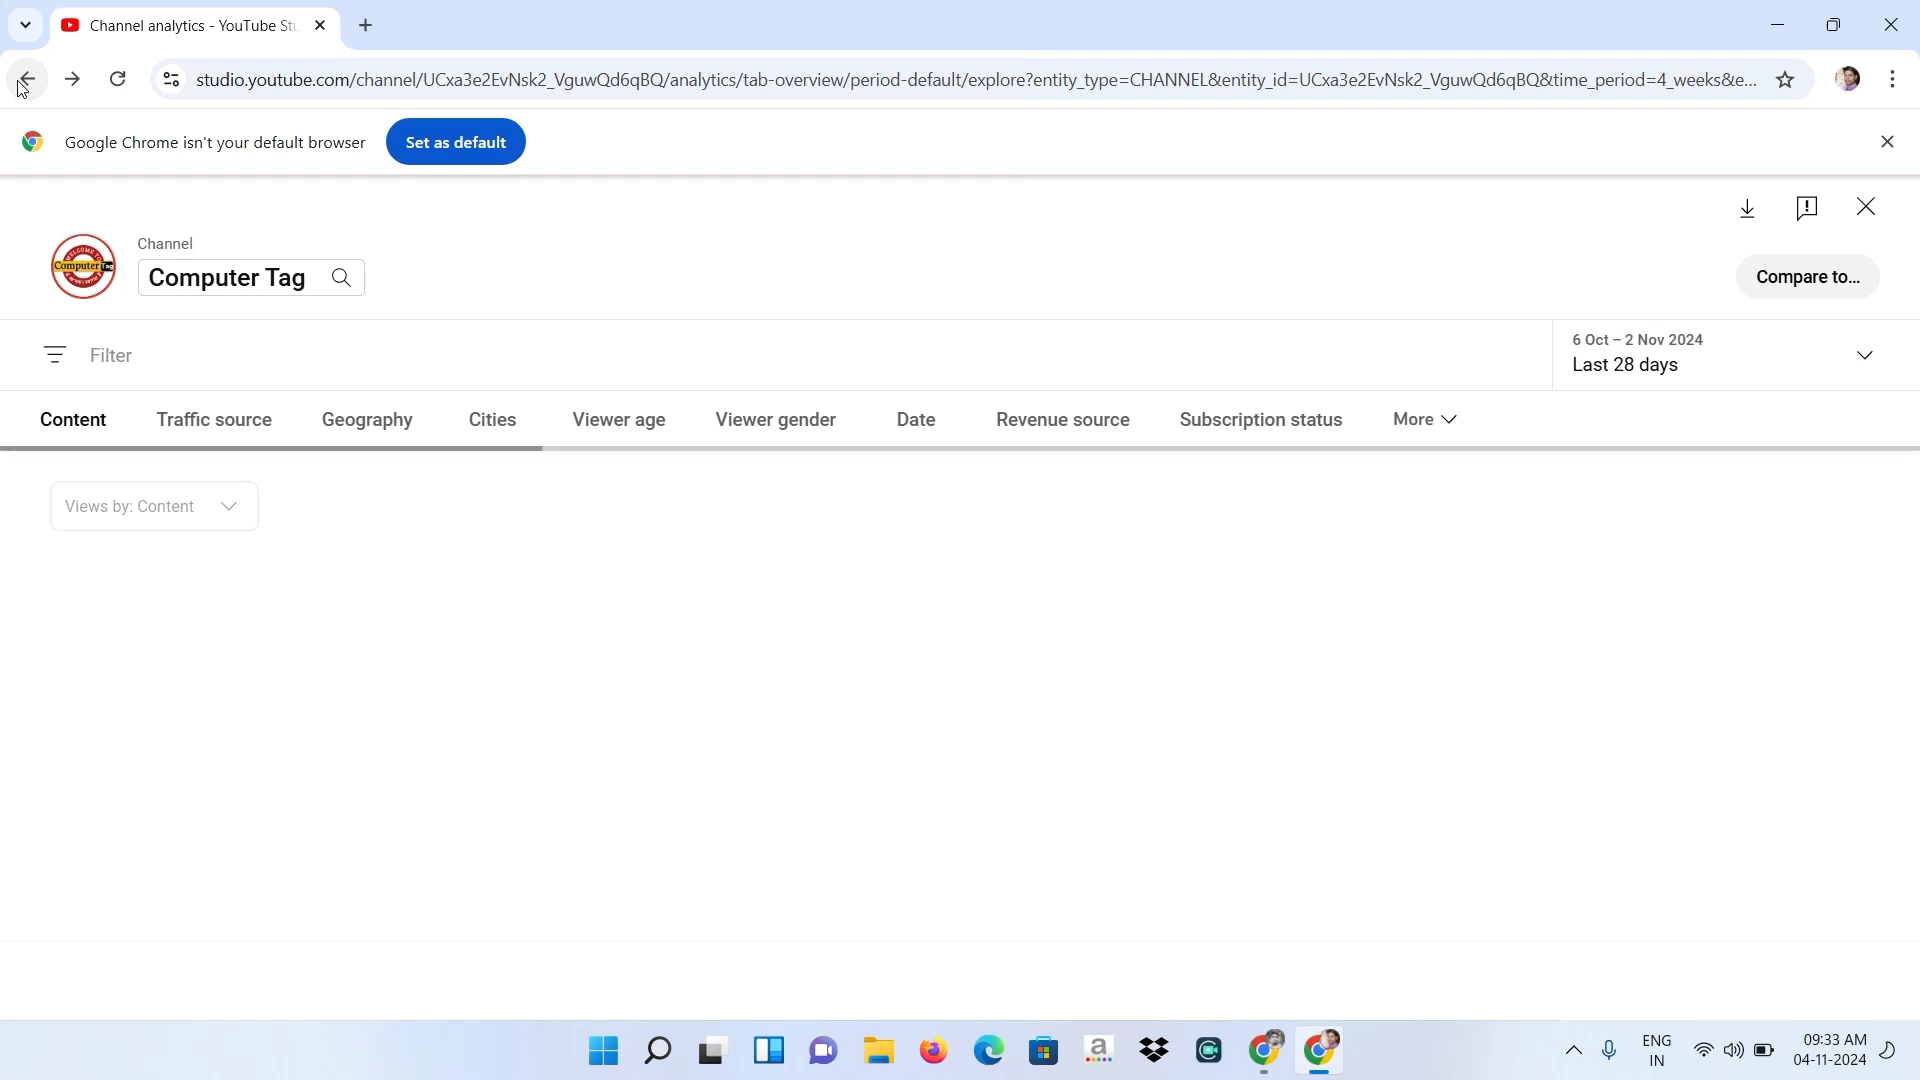 Channel analytics - YouTube Stu
studio.youtube.com/channel/UCxa3e2EvNsk2_VguwQd6qBQ/analytics/tab-overview/period-default/explore?entity_type=CHANNEL&entity_id=UCxa3e2EvNsk2_VguwQd6qBQ&time_period=4_weeks&e...
Google Chrome isn't your default browser
Set as default
Channel
Computer Tag
Computer Tag
Compare to...
Filter
6 Oct – 2 Nov 2024
Last 28 days
Content
Traffic source
Geography
Cities
Viewer age
Viewer gender
Date
Revenue source
Subscription status
More
Views by: Content
ENG
IN
09:33 AM
04-11-2024